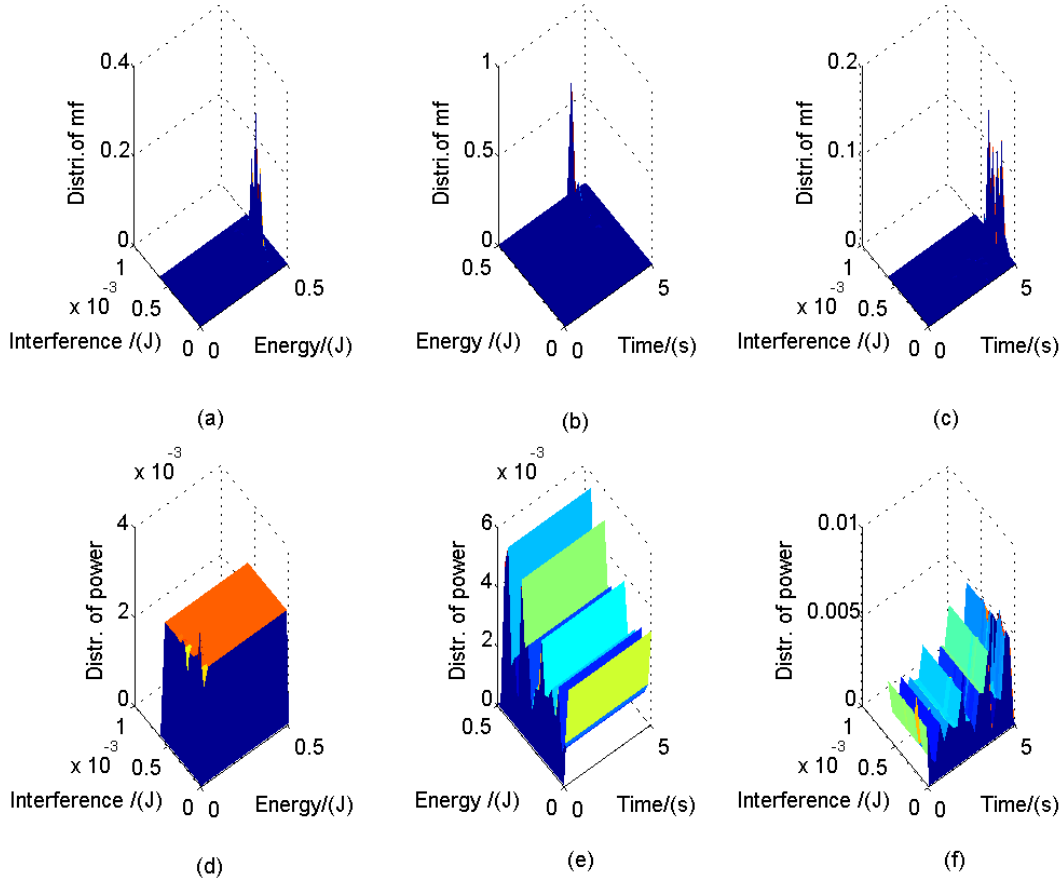 0.4
0.2
0
Distri.of mf
1
x 10 -3
0.5
0
Interference /(J)
0
0.5
Energy/(J)
(a)
1
0.5
0
Distri.of mf
0.5
0
Energy /(J)
0
5
Time/(s)
(b)
0.2
0.1
0
Distri.of mf
1
x 10 -3
0.5
0
Interference /(J)
0
5
Time/(s)
(c)
x 10 -3
4
2
0
Distr. of power
1
x 10 -3
0.5
0
Interference /(J)
0
0.5
Energy/(J)
(d)
x 10 -3
6
4
2
0
Distr. of power
0.5
0
Energy /(J)
0
5
Time/(s)
(e)
0.01
0.005
0
Distr. of power
1
x 10 -3
0.5
0
Interference /(J)
0
5
Time/(s)
(f)